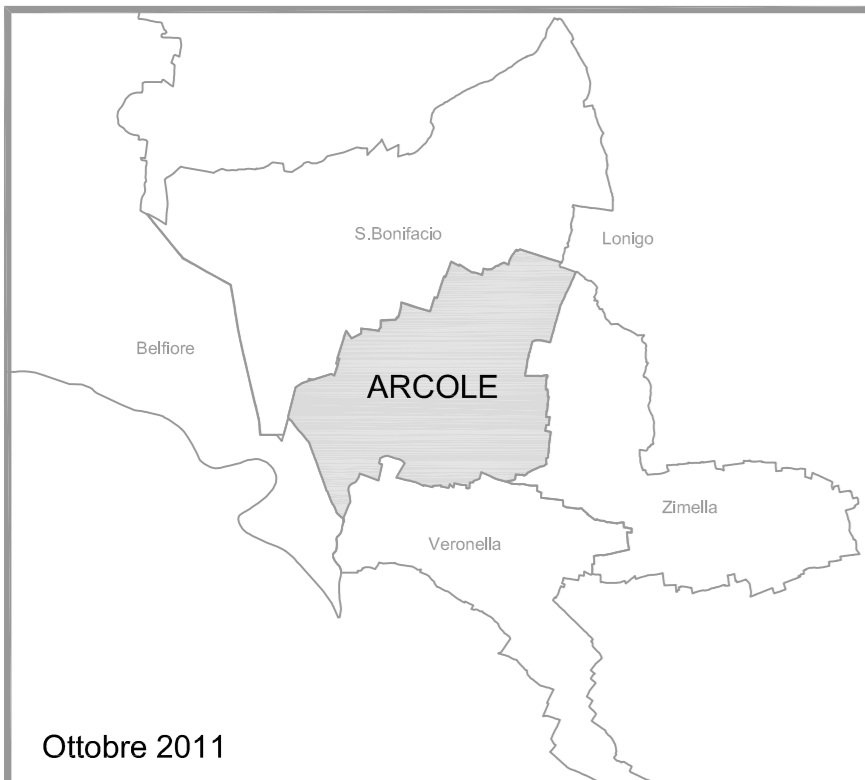 S.Bonifacio
Lonigo
Belfiore
ARCOLE
Zimella
Veronella
Ottobre 2011